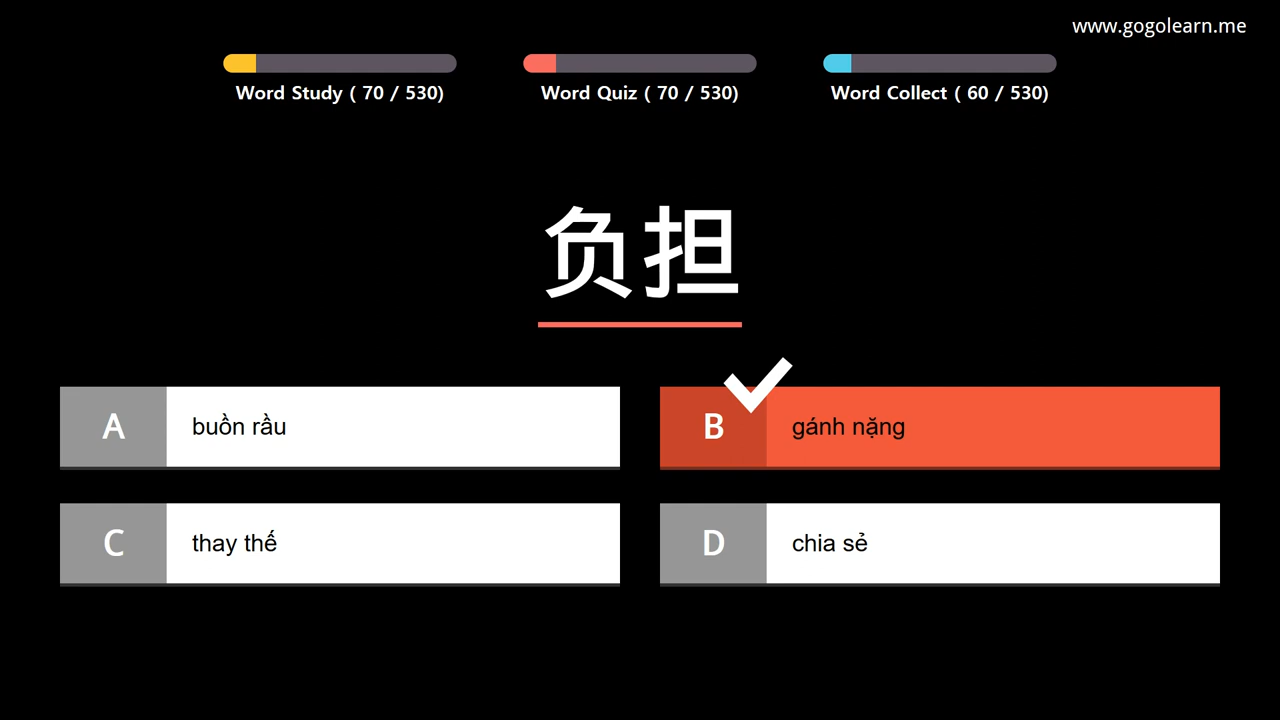 www.gogolearn.me
Word Study ( 70 / 530)
Word Quiz ( 70 / 530)
Word Collect ( 60 / 530)
负担
A buồn rầu
B gánh nặng
C thay thế
D chia sẻ